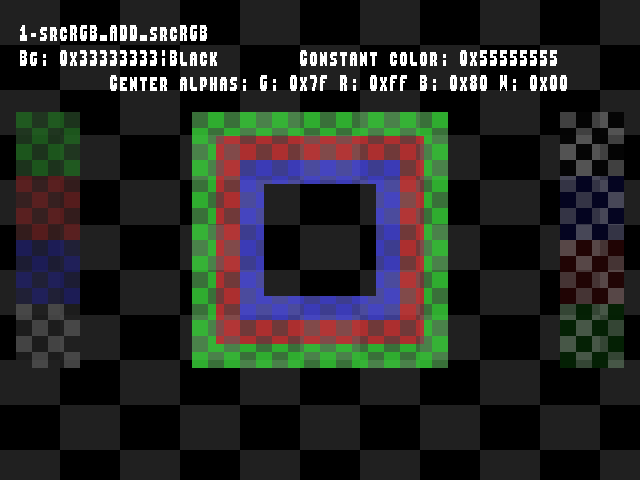 1-srcRGB_ADD_srcRGB
Bg: 0x33333333¦Black Constant color: 0x55555555
Center alphas: G: 0x7F R: 0xFF B: 0x80 W: 0x00